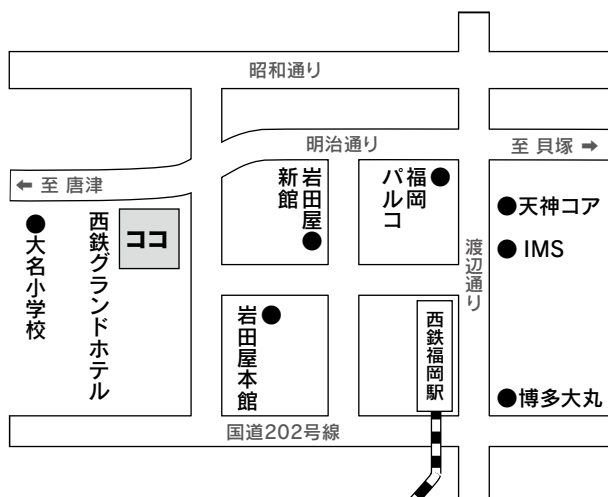 昭和通り
明治通り
至 貝塚 ➡
⬅ 至 唐津
岩田屋
新館
福岡
パルコ
天神コア
IMS
ココ
西鉄グランドホテル
大名小学校
渡辺通り
岩田屋本館
西鉄福岡駅
博多大丸
国道202号線